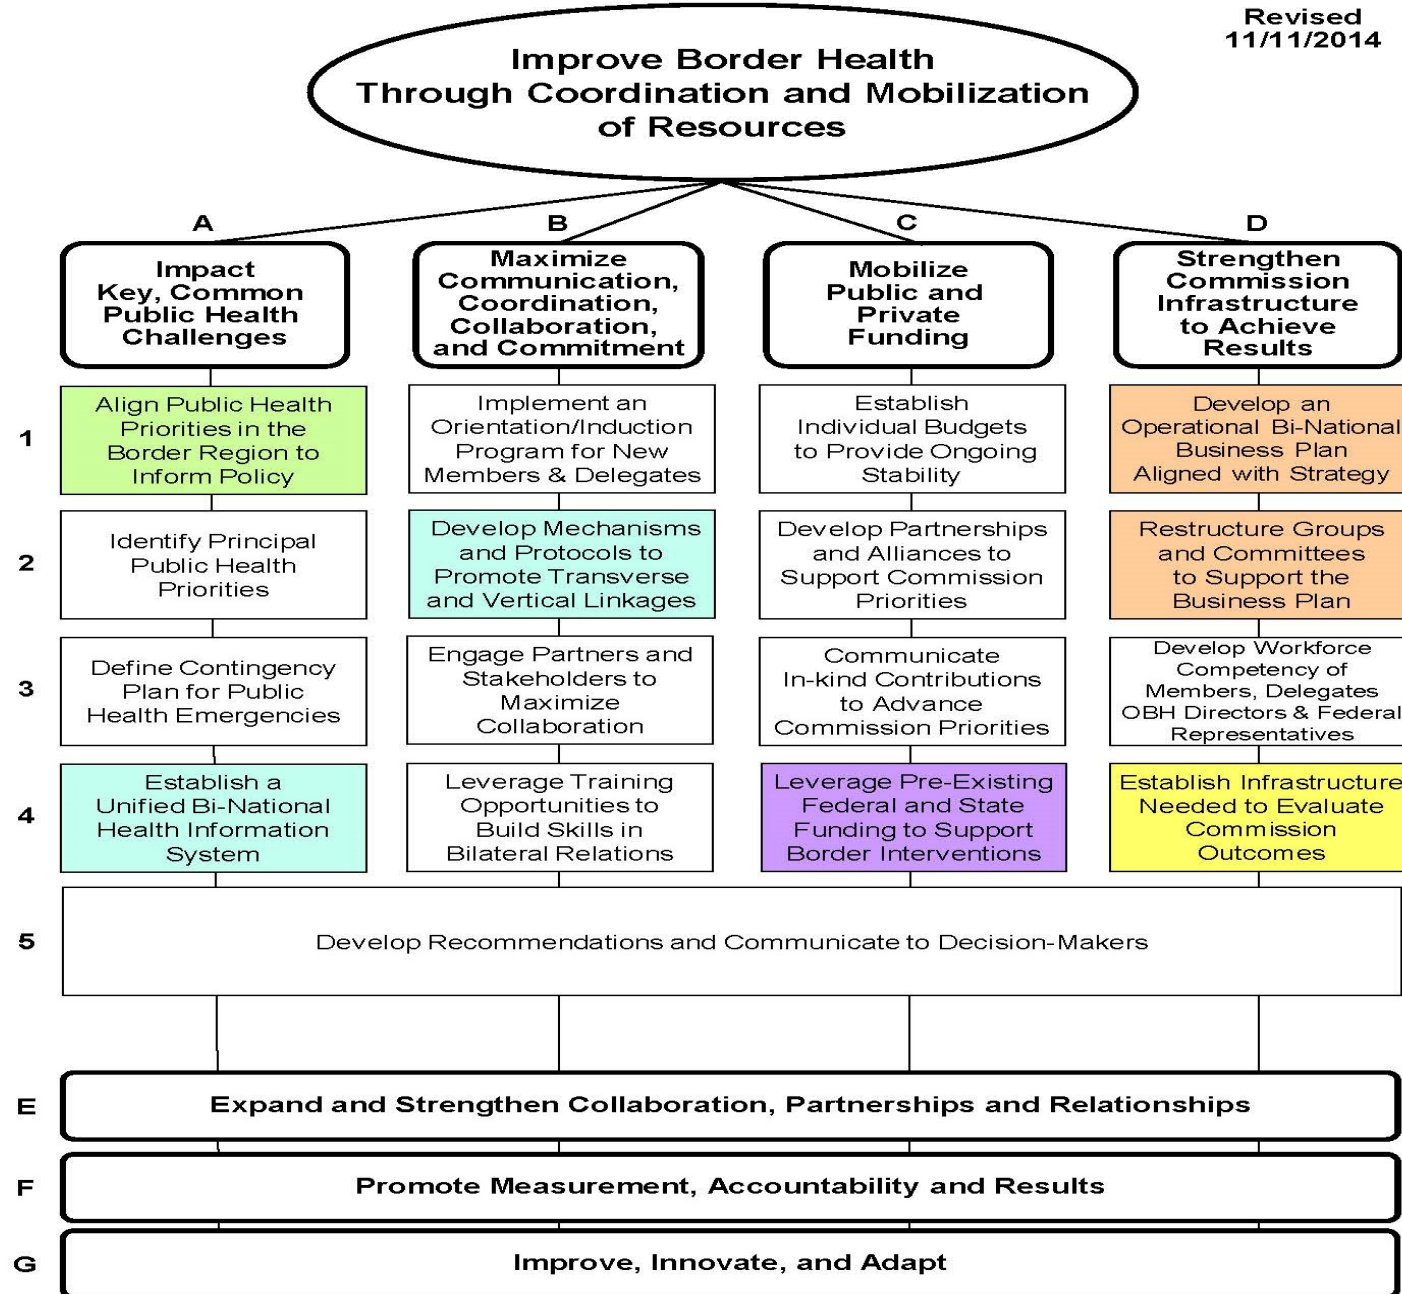 Revised
11/11/2014
Improve Border Health
Through Coordination and Mobilization
of Resources
A
B
C
D
Impact
Key, Common
Public Health
Challenges
Maximize
Communication,
Coordination,
Collaboration,
and Commitment
Mobilize
Public and
Private
Funding
Strengthen
Commission
Infrastructure
to Achieve
Results
1
Align Public Health
Priorities in the
Border Region to
Inform Policy
Implement an
Orientation/Induction
Program for New
Members & Delegates
Establish
Individual Budgets
to Provide Ongoing
Stability
Develop an
Operational Bi-National
Business Plan
Aligned with Strategy
2
Identify Principal
Public Health
Priorities
Develop Mechanisms
and Protocols to
Promote Transverse
and Vertical Linkages
Develop Partnerships
and Alliances to
Support Commission
Priorities
Restructure Groups
and Committees
to Support the
Business Plan
3
Define Contingency
Plan for Public
Health Emergencies
Engage Partners and
Stakeholders to
Maximize
Collaboration
Communicate
In-kind Contributions
to Advance
Commission Priorities
Develop Workforce
Competency of
Members, Delegates
OBH Directors & Federal
Representatives
4
Establish a
Unified Bi-National
Health Information
System
Leverage Training
Opportunities to
Build Skills in
Bilateral Relations
Leverage Pre-Existing
Federal and State
Funding to Support
Border Interventions
Establish Infrastructure
Needed to Evaluate
Commission
Outcomes
5
Develop Recommendations and Communicate to Decision-Makers
E
Expand and Strengthen Collaboration, Partnerships and Relationships
F
Promote Measurement, Accountability and Results
G
Improve, Innovate, and Adapt